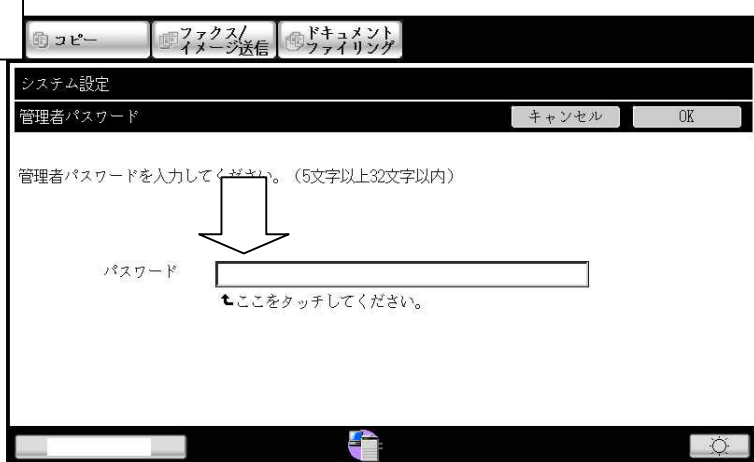 コピー
ファクス/
イメージ送信
ドキュメント
ファイリング
システム設定
管理者パスワード
キャンセル
OK
管理者パスワードを入力してください。（5文字以上32文字以内）
パスワード
ここをタッチしてください。